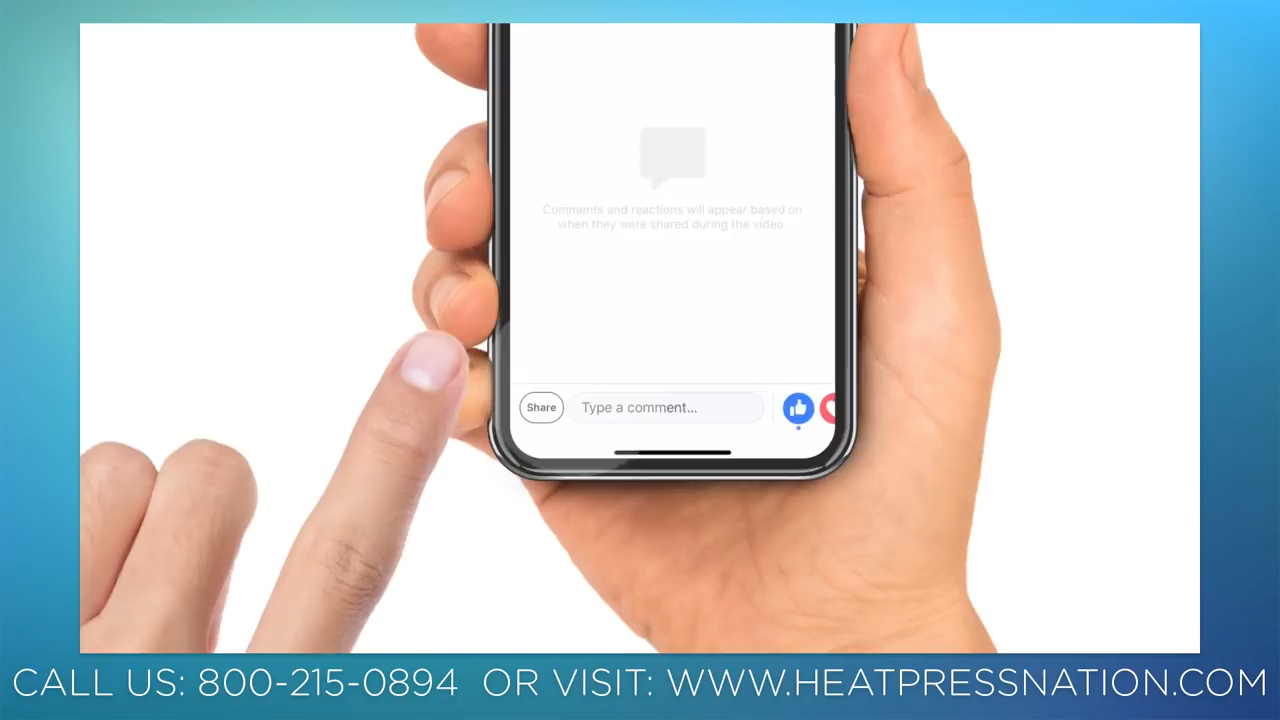 Comments and reactions will appear based on
when they were shared during the video.
Share
Type a comment...
CALL US: 800-215-0894 OR VISIT: WWW.HEATPRESSNATION.COM